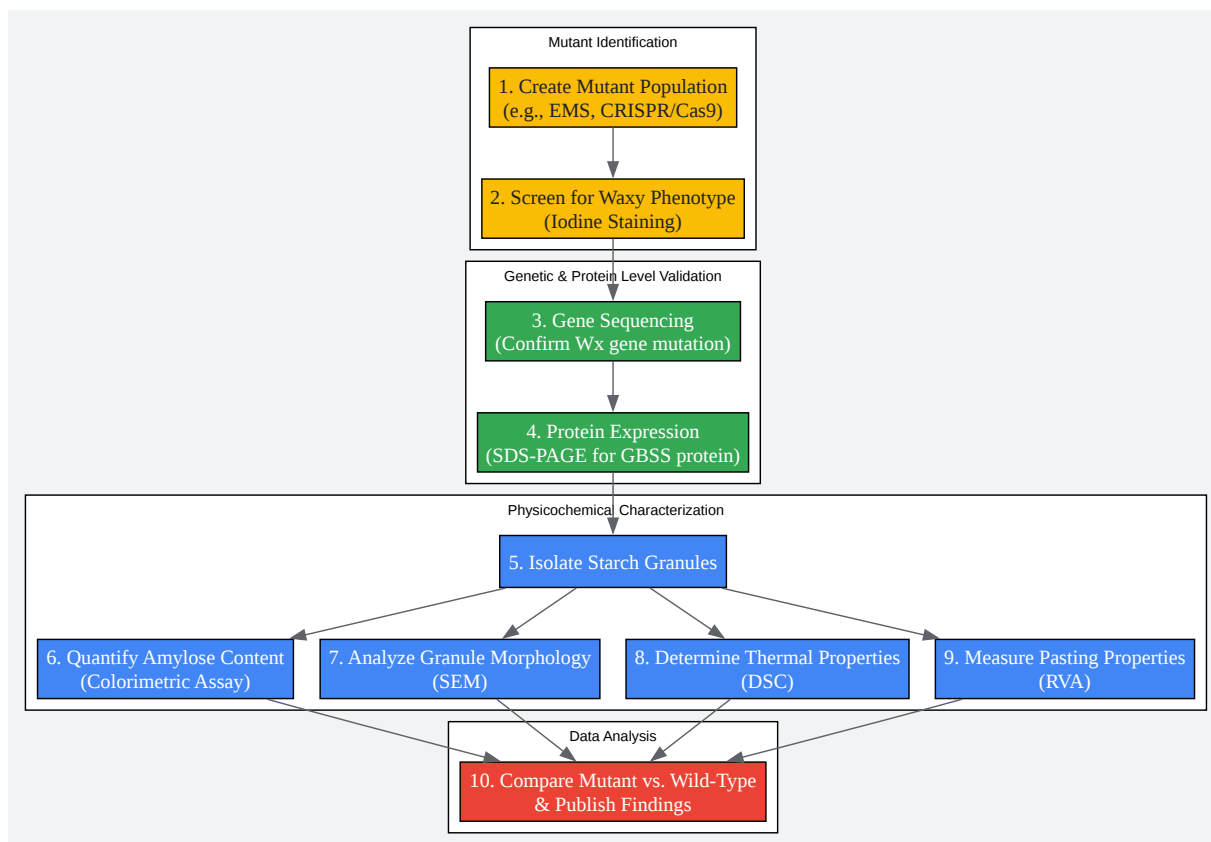 Mutant Identification
1. Create Mutant Population
(e.g., EMS, CRISPR/Cas9)
2. Screen for Waxy Phenotype
(Iodine Staining)
Genetic & Protein Level Validation
3. Gene Sequencing
(Confirm Wx gene mutation)
4. Protein Expression
(SDS-PAGE for GBSS protein)
Physicochemical Characterization
5. Isolate Starch Granules
6. Quantify Amylose Content
(Colorimetric Assay)
7. Analyze Granule Morphology
(SEM)
8. Determine Thermal Properties
(DSC)
9. Measure Pasting Properties
(RVA)
Data Analysis
10. Compare Mutant vs. Wild-Type
& Publish Findings